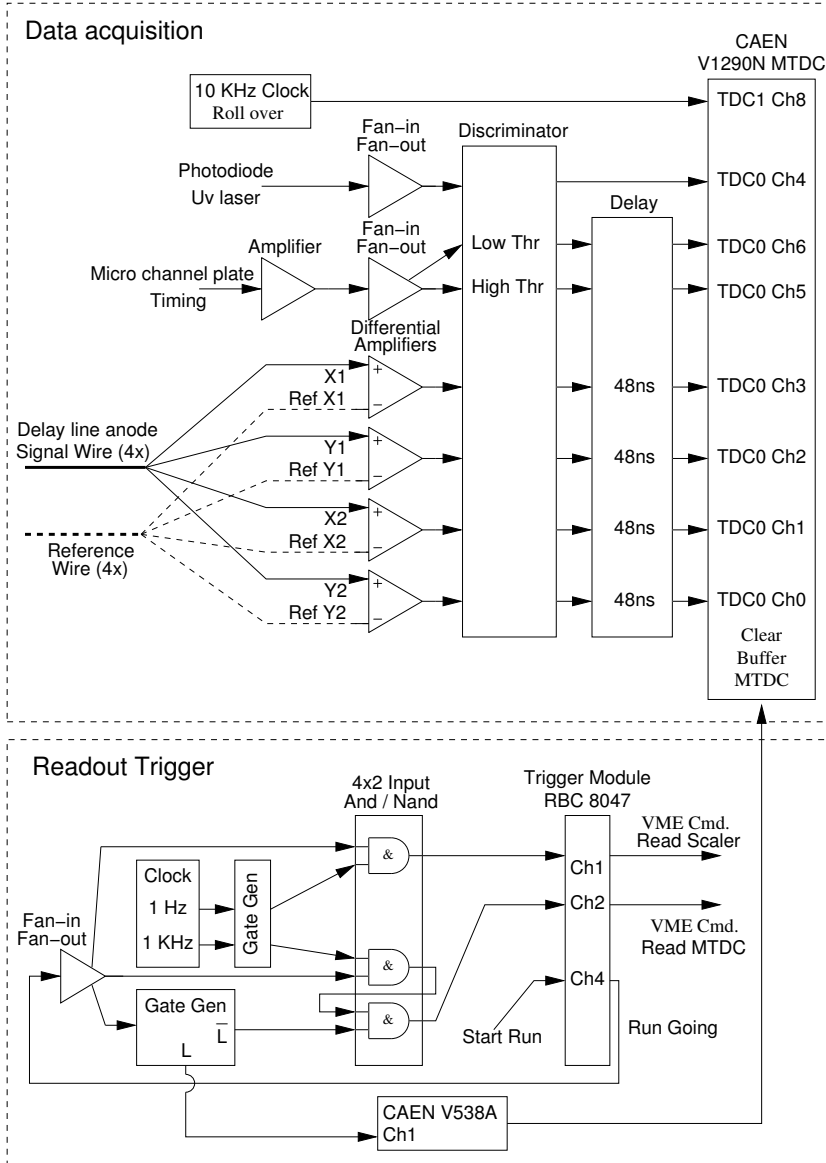 Data acquisition
CAEN
V1290N MTDC
10 KHz Clock
Roll over
TDC1 Ch8
Fan-in
Fan-out
Discriminator
Photodiode
Uv laser
TDC0 Ch4
Delay
Fan-in
Fan-out
Amplifier
Low Thr
TDC0 Ch6
Micro channel plate
Timing
High Thr
TDC0 Ch5
Differential
Amplifiers
X1
+
Ref X1
−
48ns
TDC0 Ch3
Delay line anode
Signal Wire (4x)
Y1
+
Ref Y1
−
48ns
TDC0 Ch2
X2
+
Ref X2
−
48ns
TDC0 Ch1
Reference
Wire (4x)
Y2
+
Ref Y2
−
48ns
TDC0 Ch0
Clear
Buffer
MTDC
Readout Trigger
4x2 Input
And / Nand
Trigger Module
RBC 8047
VME Cmd.
Read Scaler
&
Ch1
Clock
1 Hz
1 KHz
Gate Gen
Ch2
VME Cmd.
Read MTDC
Fan-in
Fan-out
&
Ch4
Gate Gen
L̅
L
&
Start Run
Run Going
CAEN V538A
Ch1